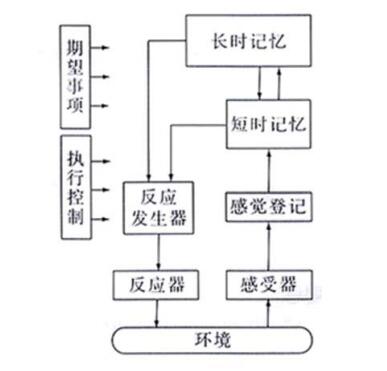 期望事项
执行控制
长时记忆
短时记忆
反应
发生器
感觉登记
反应器
感受器
环境